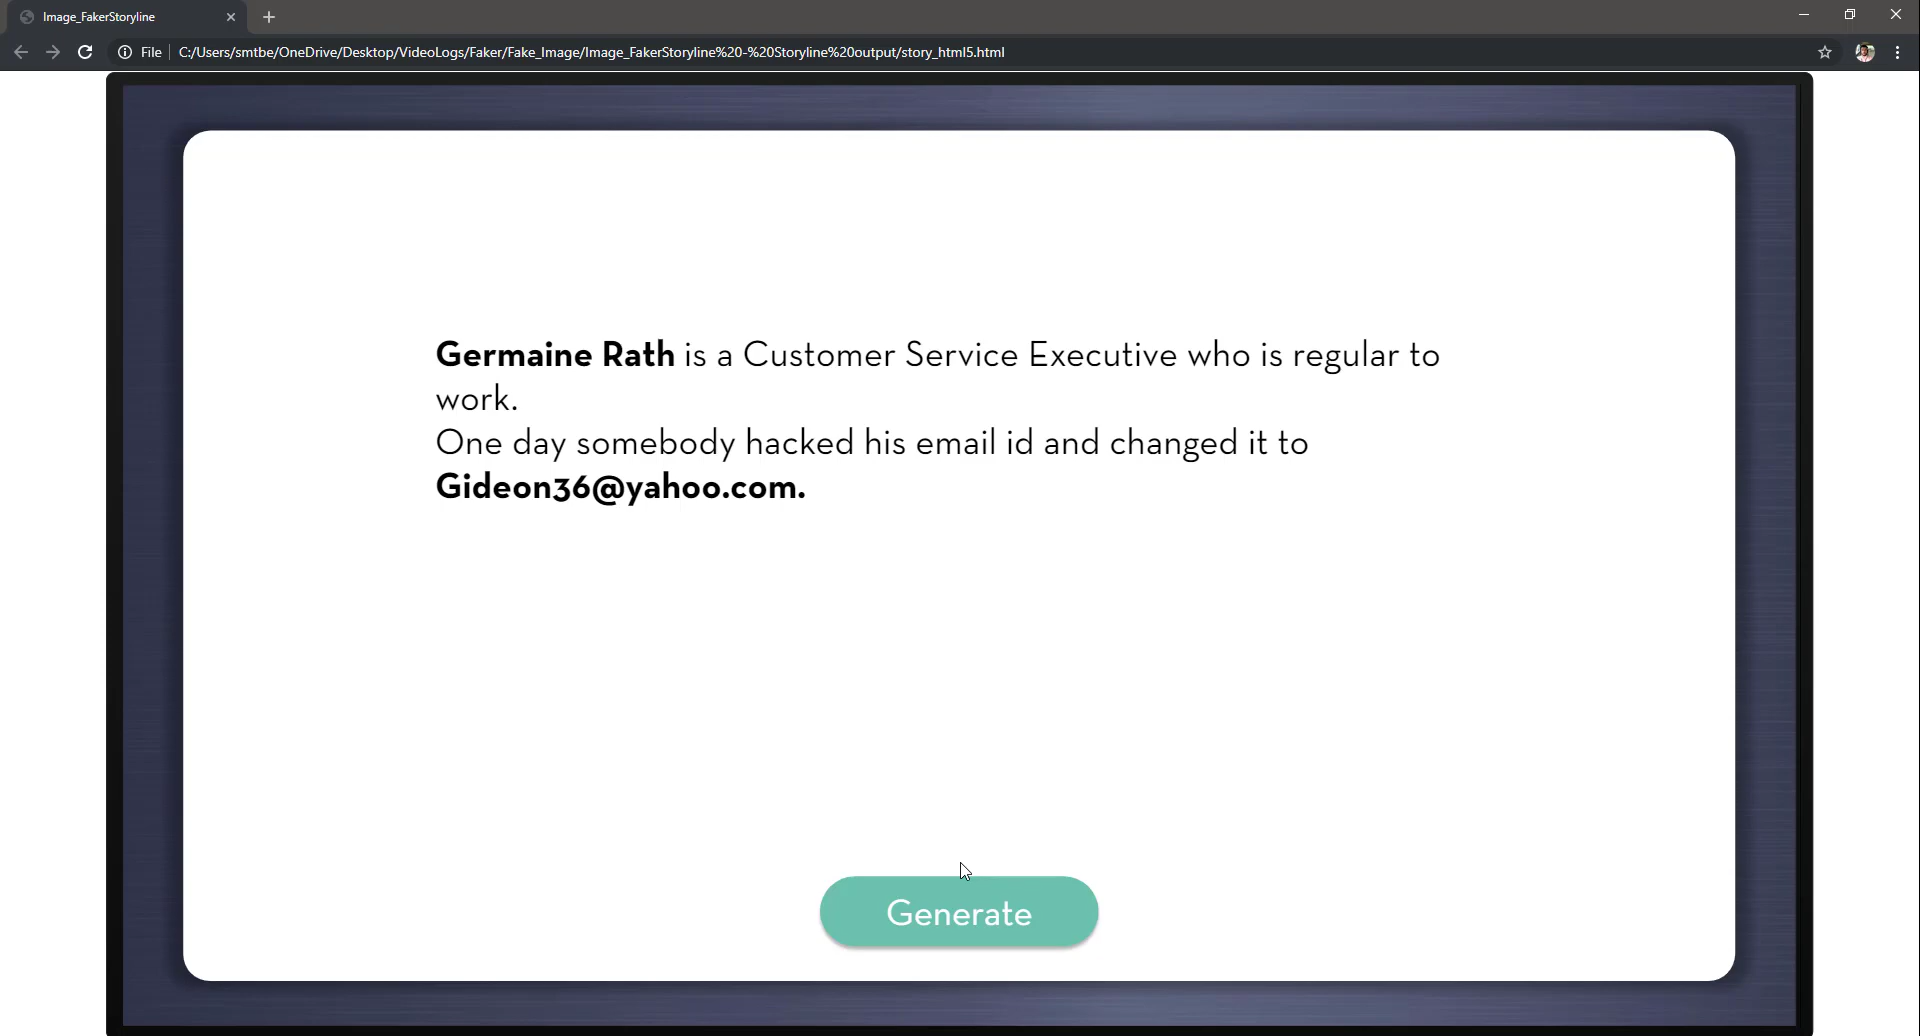 Image_FakerStoryline
File
C:/Users/smtbe/OneDrive/Desktop/VideoLogs/Faker/Fake_Image/Image_FakerStoryline%20-%20Storyline%20output/story_html5.html
Germaine Rath is a Customer Service Executive who is regular to
work.
One day somebody hacked his email id and changed it to
Gideon36@yahoo.com.
Generate